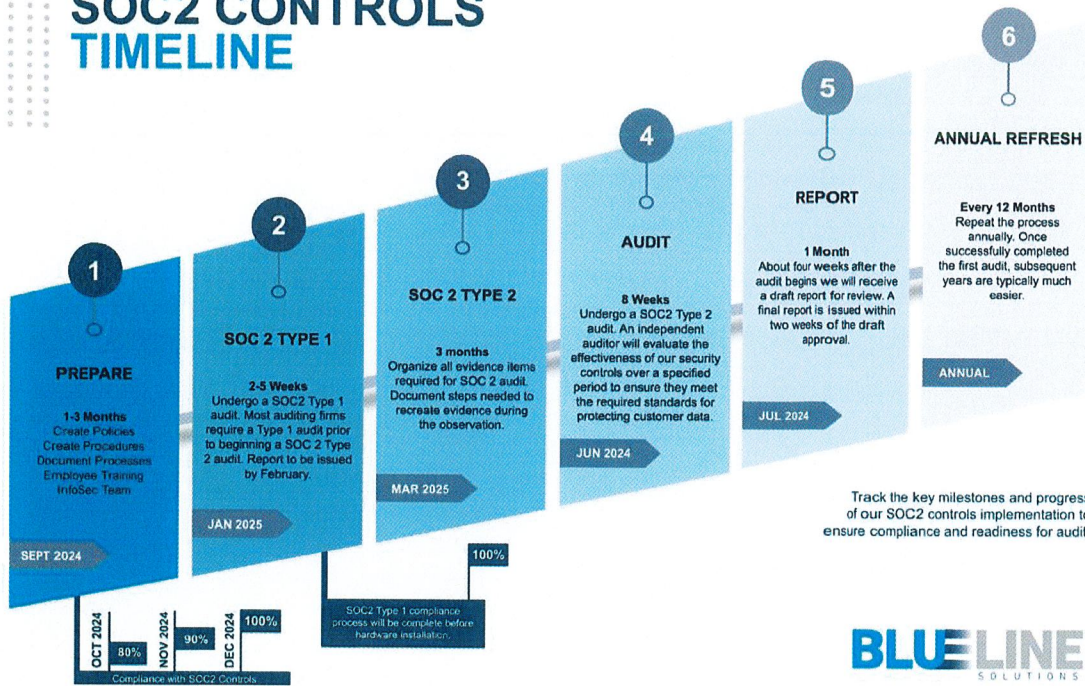 SOC2 CONTROLS
TIMELINE
1
PREPARE
1-3 Months
Create Policies
Create Procedures
Document Processes
Employee Training
InfoSec Team
SEPT 2024
2
SOC 2 TYPE 1
2-5 Weeks
Undergo a SOC2 Type 1
audit. Most auditing firms
require a Type 1 audit prior
to beginning a SOC 2 Type
2 audit. Report to be issued
by February.
JAN 2025
3
SOC 2 TYPE 2
3 months
Organize all evidence items
required for SOC 2 audit.
Document steps needed to
recreate evidence during
the observation.
MAR 2025
4
AUDIT
8 Weeks
Undergo a SOC2 Type 2
audit. An independent
auditor will evaluate the
effectiveness of our security
controls over a specified
period to ensure they meet
the required standards for
protecting customer data.
JUN 2024
5
REPORT
1 Month
About four weeks after the
audit begins we will receive
a draft report for review. A
final report is issued within
two weeks of the draft
approval.
JUL 2024
6
ANNUAL REFRESH
Every 12 Months
Repeat the process
annually. Once
successfully completed
the first audit, subsequent
years are typically much
easier.
ANNUAL
OCT 2024
80%
NOV 2024
90%
DEC 2024
100%
Compliance with SOC2 Controls
SOC2 Type 1 compliance
process will be complete before
hardware installation.
100%
Track the key milestones and progress
of our SOC2 controls implementation to
ensure compliance and readiness for audit
BLUELINE
SOLUTIONS